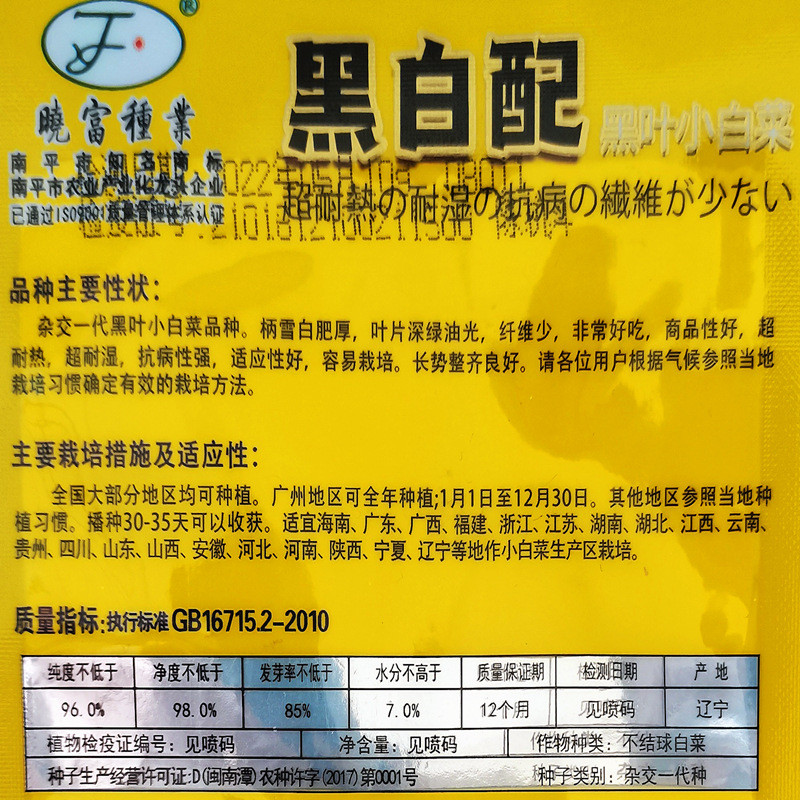 ®
曉富種業
南平市知名商标
南平市农业产业化龙头企业
已通过ISO9001质量管理体系认证
黑白配
黑叶小白菜
超耐熱の耐湿の抗病の繊維が少ない
品种主要性状：
杂交一代黑叶小白菜品种。柄雪白肥厚，叶片深绿油光，纤维少，非常好吃，商品性好，超
耐热，超耐湿，抗病性强，适应性好，容易栽培。长势整齐良好。请各位用户根据气候参照当地
栽培习惯确定有效的栽培方法。
主要栽培措施及适应性：
全国大部分地区均可种植。广州地区可全年种植;1月1日至12月30日。其他地区参照当地种
植习惯。播种30-35天可以收获。适宜海南、广东、广西、福建、浙江、江苏、湖南、湖北、江西、云南、
贵州、四川、山东、山西、安徽、河北、河南、陕西、宁夏、辽宁等地作小白菜生产区栽培。
质量指标:执行标准GB16715.2-2010
纯度不低于 净度不低于 发芽率不低于 水分不高于 质量保证期 检测日期 产 地
96.0% 98.0% 85% 7.0% 12个月 见喷码 辽宁
植物检疫证编号：见喷码 净含量：见喷码 作物种类：不结球白菜
种子生产经营许可证:D(闽南潭)农种许字(2017)第0001号 种子类别：杂交一代种